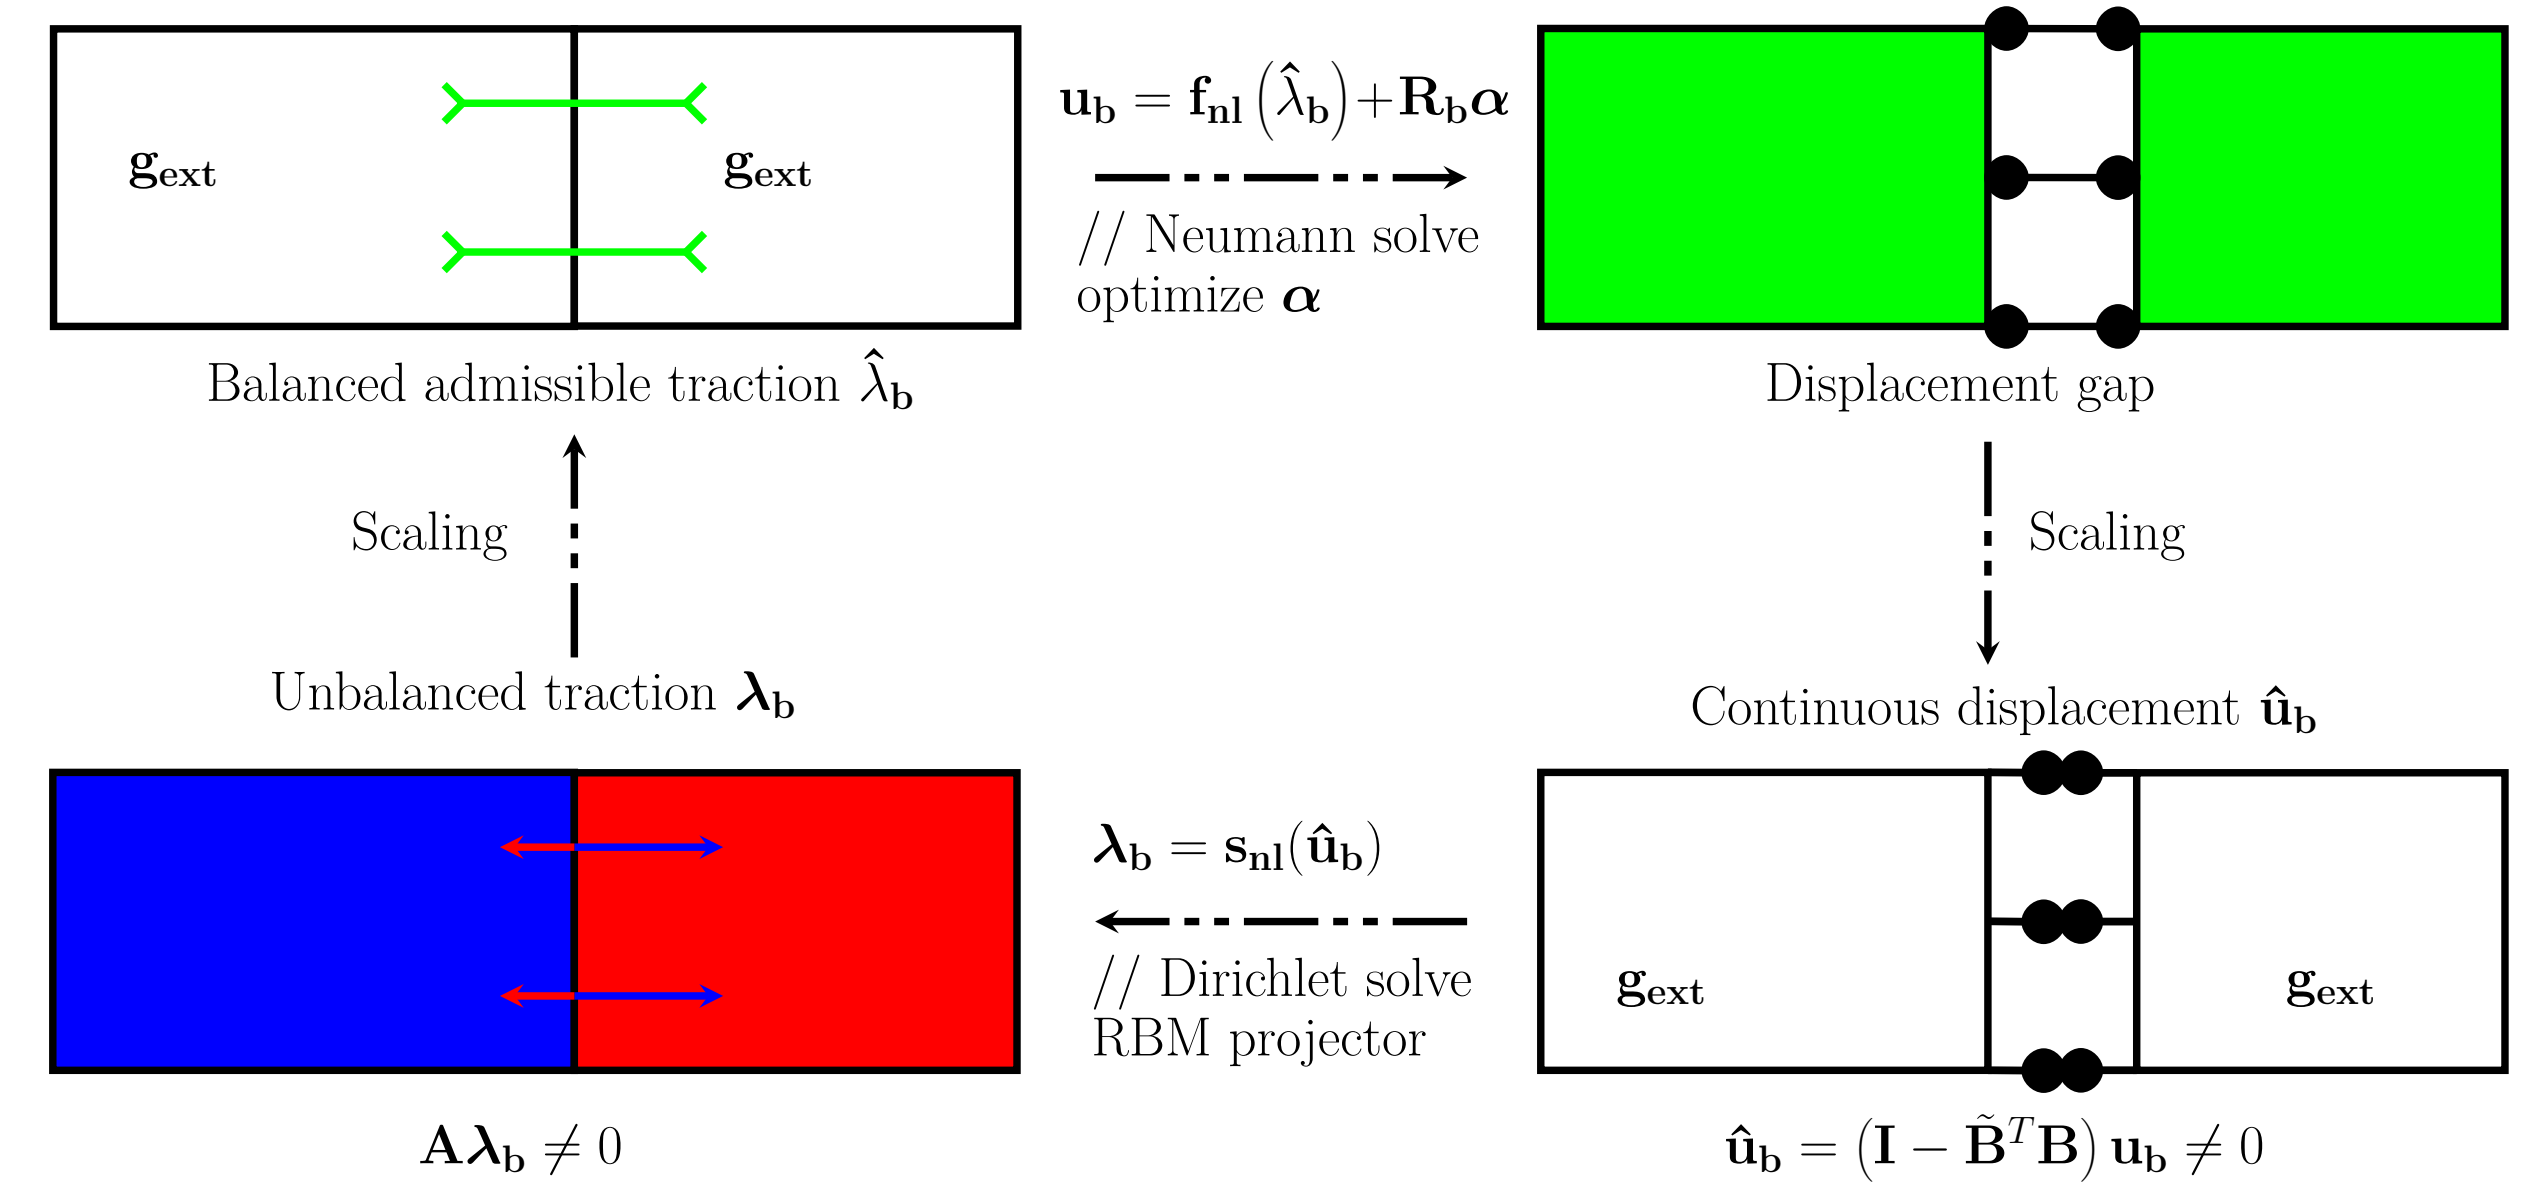 g_ext
g_ext
Balanced admissible traction λ̂_b
u_b = f_nl(λ̂_b)+R_bα
// Neumann solve
optimize α
Displacement gap
Scaling
Scaling
Unbalanced traction λ_b
Continuous displacement û_b
λ_b = s_nl(û_b)
// Dirichlet solve
RBM projector
g_ext
g_ext
Aλ_b ≠ 0
û_b = (I − B̃^T B) u_b ≠ 0